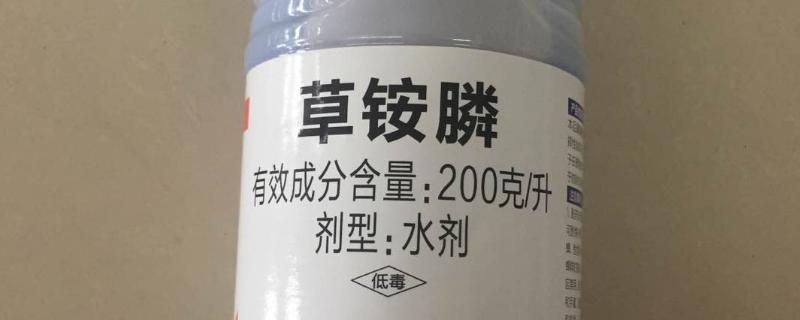 草铵膦
有效成分含量:200克/升
剂型:水剂
低毒